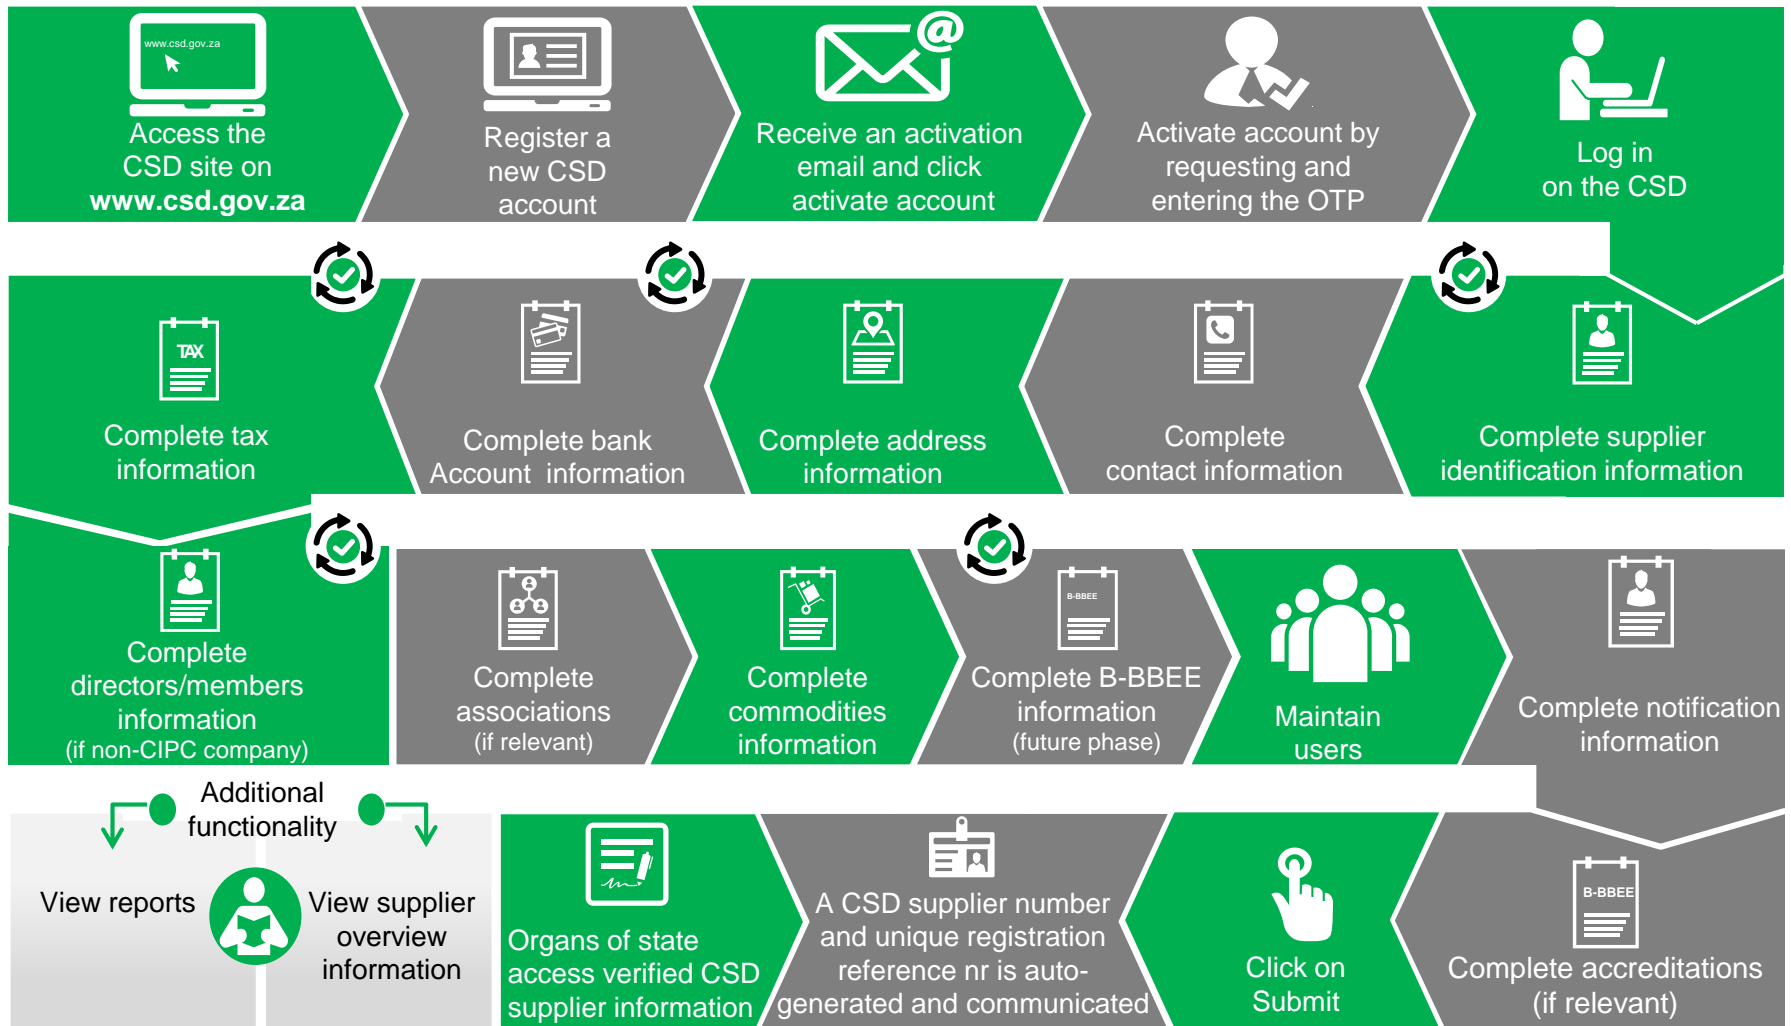 www.csd.gov.za
Access the
CSD site on
www.csd.gov.za
Register a
new CSD
account
@
Receive an activation
email and click
activate account
Activate account by
requesting and
entering the OTP
Log in
on the CSD
TAX
Complete tax
information
Complete bank
Account  information
Complete address
information
Complete
contact information
Complete supplier
identification information
Complete
directors/members
information
(if non-CIPC company)
Complete
associations
(if relevant)
Complete
commodities
information
B-BBEE
Complete B-BBEE
information
(future phase)
Maintain
users
Complete notification
information
Additional
functionality
View reports
View supplier
overview
information
Organs of state
access verified CSD
supplier information
A CSD supplier number
and unique registration
reference nr is auto-
generated and communicated
Click on
Submit
B-BBEE
Complete accreditations
(if relevant)